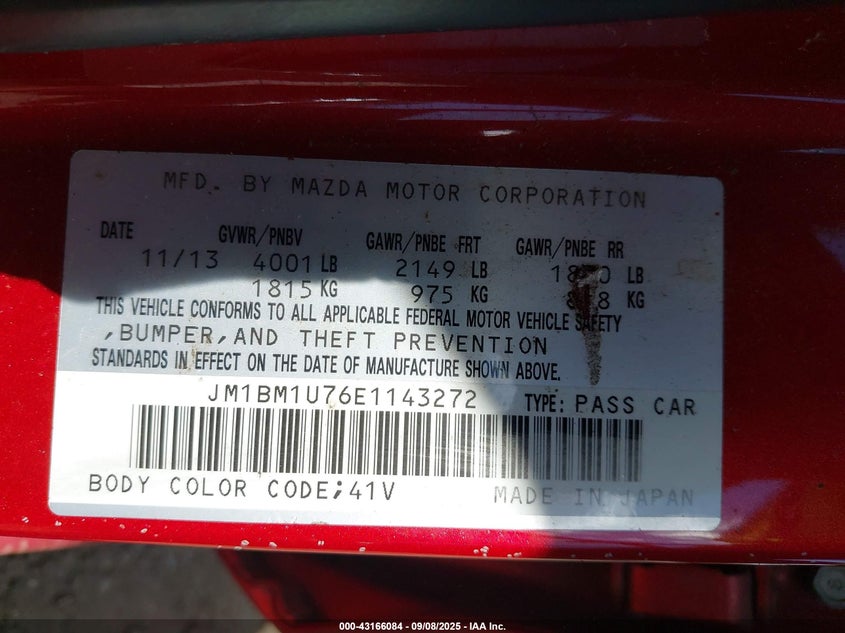 MFD. BY MAZDA MOTOR CORPORATION
DATE GVWR/PNBV GAWR/PNBE FRT GAWR/PNBE RR
11/13 4001 LB 2149 LB LB
1815 KG 975 KG KG
THIS VEHICLE CONFORMS TO ALL APPLICABLE FEDERAL MOTOR VEHICLE SAFETY
,BUMPER,AND THEFT PREVENTION
STANDARDS IN EFFECT ON THE DATE OF MANUFACTURE SHOWN ABOVE.
JM1BM1U76E1143272 TYPE: PASS CAR
BODY COLOR CODE;41V MADE IN JAPAN
000-43166084 - 09/08/2025 - IAA Inc.